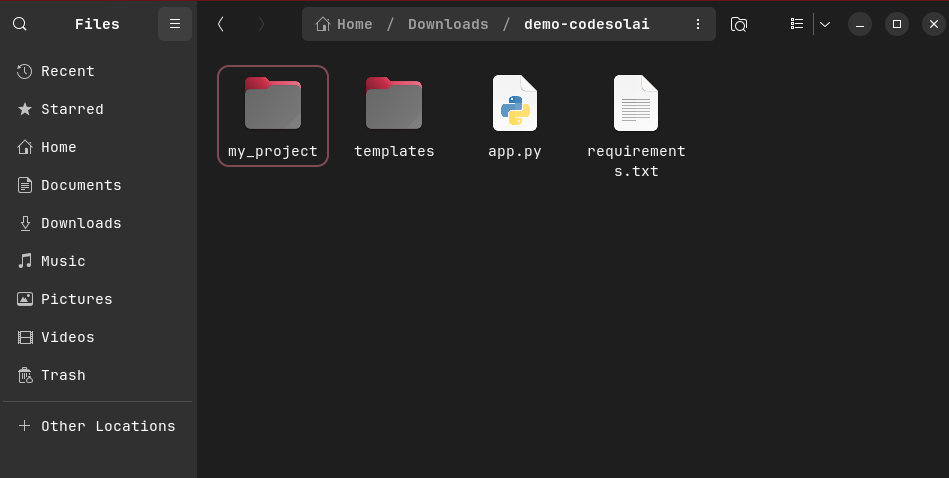 Files
Home / Downloads / demo-codesolai
Recent
Starred
Home
Documents
Downloads
Music
Pictures
Videos
Trash
Other Locations
my_project
templates
app.py
requirement
s.txt